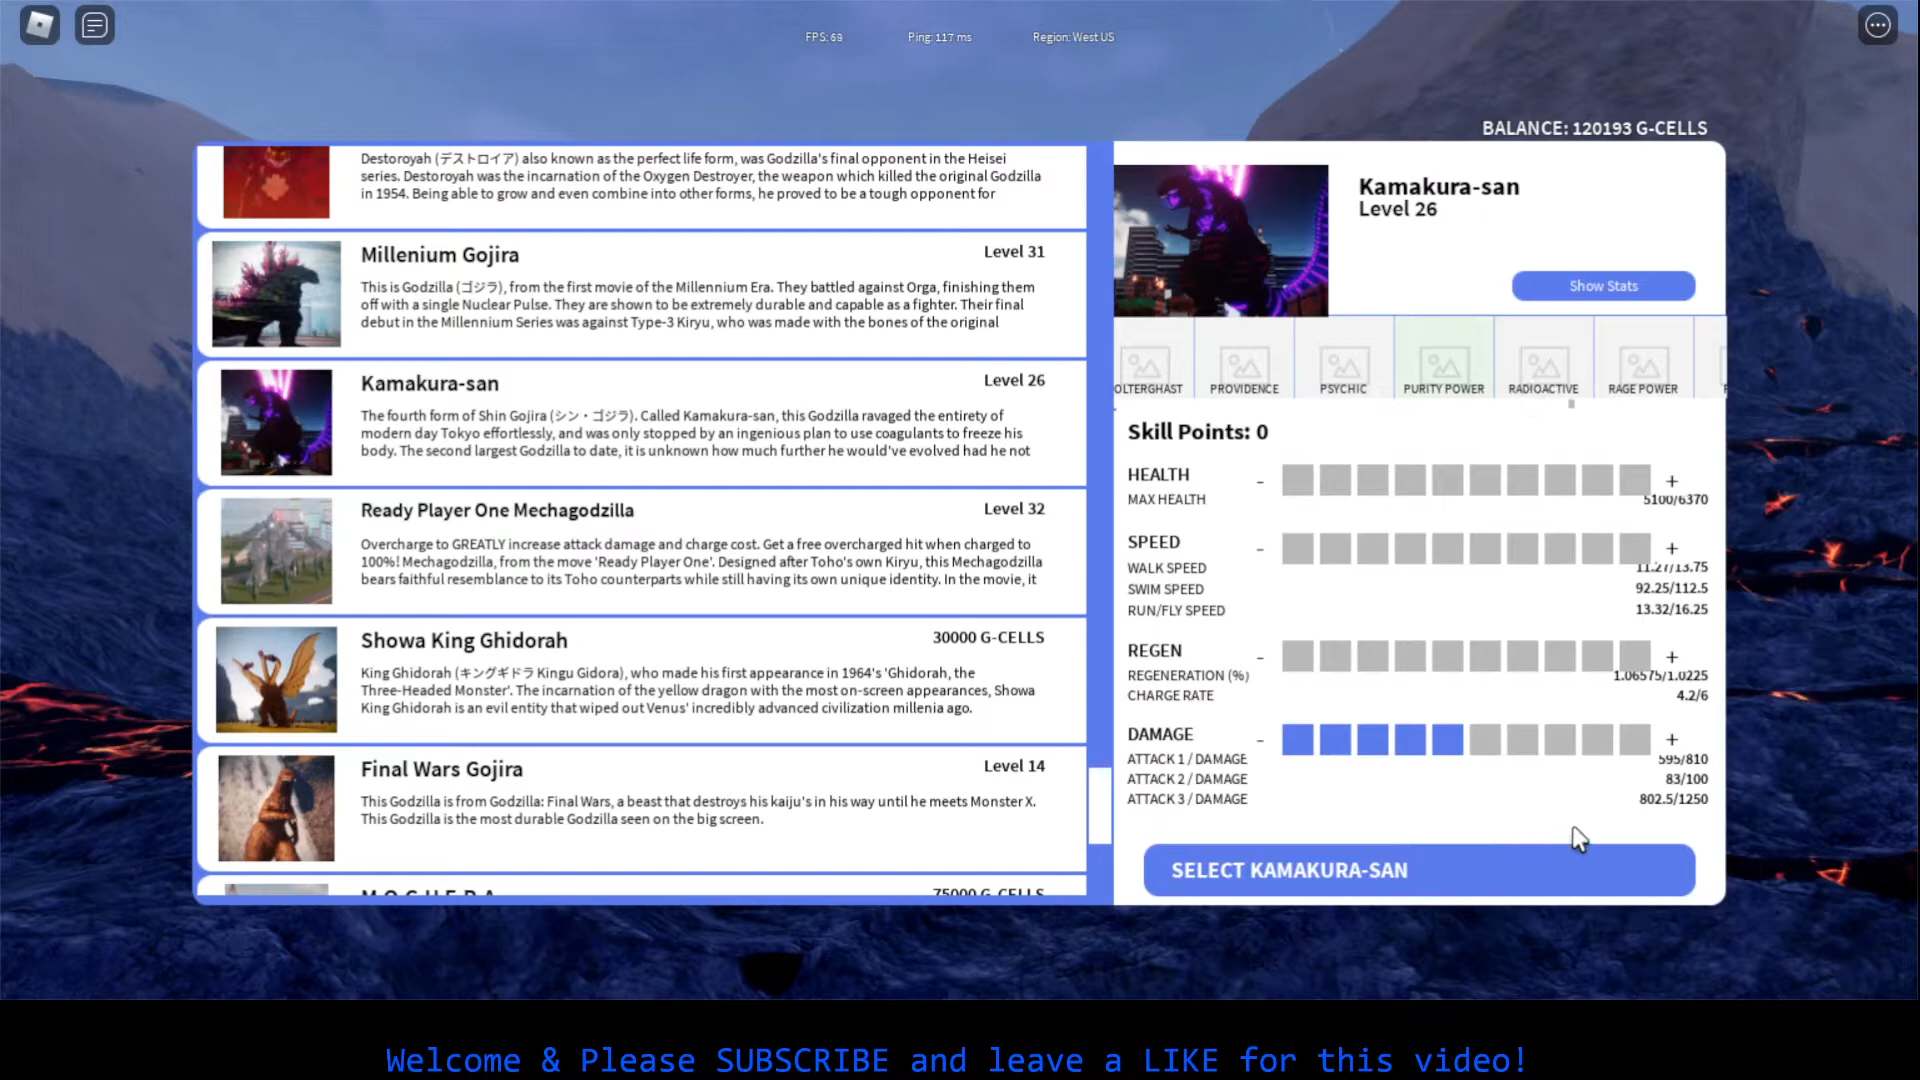 FPS: 69 Ping: 117 ms Region: West US
BALANCE: 120193 G-CELLS
Destoroyah (デストロイア) also known as the perfect life form, was Godzilla's final opponent in the Heisei
series. Destoroyah was the incarnation of the Oxygen Destroyer, the weapon which killed the original Godzilla
in 1954. Being able to grow and even combine into other forms, he proved to be a tough opponent for
Millenium Gojira
Level 31
This is Godzilla (ゴジラ), from the first movie of the Millennium Era. They battled against Orga, finishing them
off with a single Nuclear Pulse. They are shown to be extremely durable and capable as a fighter. Their final
debut in the Millennium Series was against Type-3 Kiryu, who was made with the bones of the original
Kamakura-san
Level 26
The fourth form of Shin Gojira (シン・ゴジラ). Called Kamakura-san, this Godzilla ravaged the entirety of
modern day Tokyo effortlessly, and was only stopped by an ingenious plan to use coagulants to freeze his
body. The second largest Godzilla to date, it is unknown how much further he would've evolved had he not
Ready Player One Mechagodzilla
Level 32
Overcharge to GREATLY increase attack damage and charge cost. Get a free overcharged hit when charged to
100%! Mechagodzilla, from the move 'Ready Player One'. Designed after Toho's own Kiryu, this Mechagodzilla
bears faithful resemblance to its Toho counterparts while still having its own unique identity. In the movie, it
Showa King Ghidorah
30000 G-CELLS
King Ghidorah (キングギドラ Kingu Gidora), who made his first appearance in 1964's 'Ghidorah, the
Three-Headed Monster'. The incarnation of the yellow dragon with the most on-screen appearances, Showa
King Ghidorah is an evil entity that wiped out Venus' incredibly advanced civilization millenia ago.
Final Wars Gojira
Level 14
This Godzilla is from Godzilla: Final Wars, a beast that destroys his kaiju's in his way until he meets Monster X.
This Godzilla is the most durable Godzilla seen on the big screen.
75000 G-CELLS
Kamakura-san
Level 26
Show Stats
OLTERGHAST PROVIDENCE PSYCHIC PURITY POWER RADIOACTIVE RAGE POWER
Skill Points: 0
HEALTH - +
MAX HEALTH 5100/6370
SPEED - +
WALK SPEED 11.27/13.75
SWIM SPEED 92.25/112.5
RUN/FLY SPEED 13.32/16.25
REGEN - +
REGENERATION (%) 1.06575/1.0225
CHARGE RATE 4.2/6
DAMAGE - +
ATTACK 1 / DAMAGE 595/810
ATTACK 2 / DAMAGE 83/100
ATTACK 3 / DAMAGE 802.5/1250
SELECT KAMAKURA-SAN
Welcome & Please SUBSCRIBE and leave a LIKE for this video!